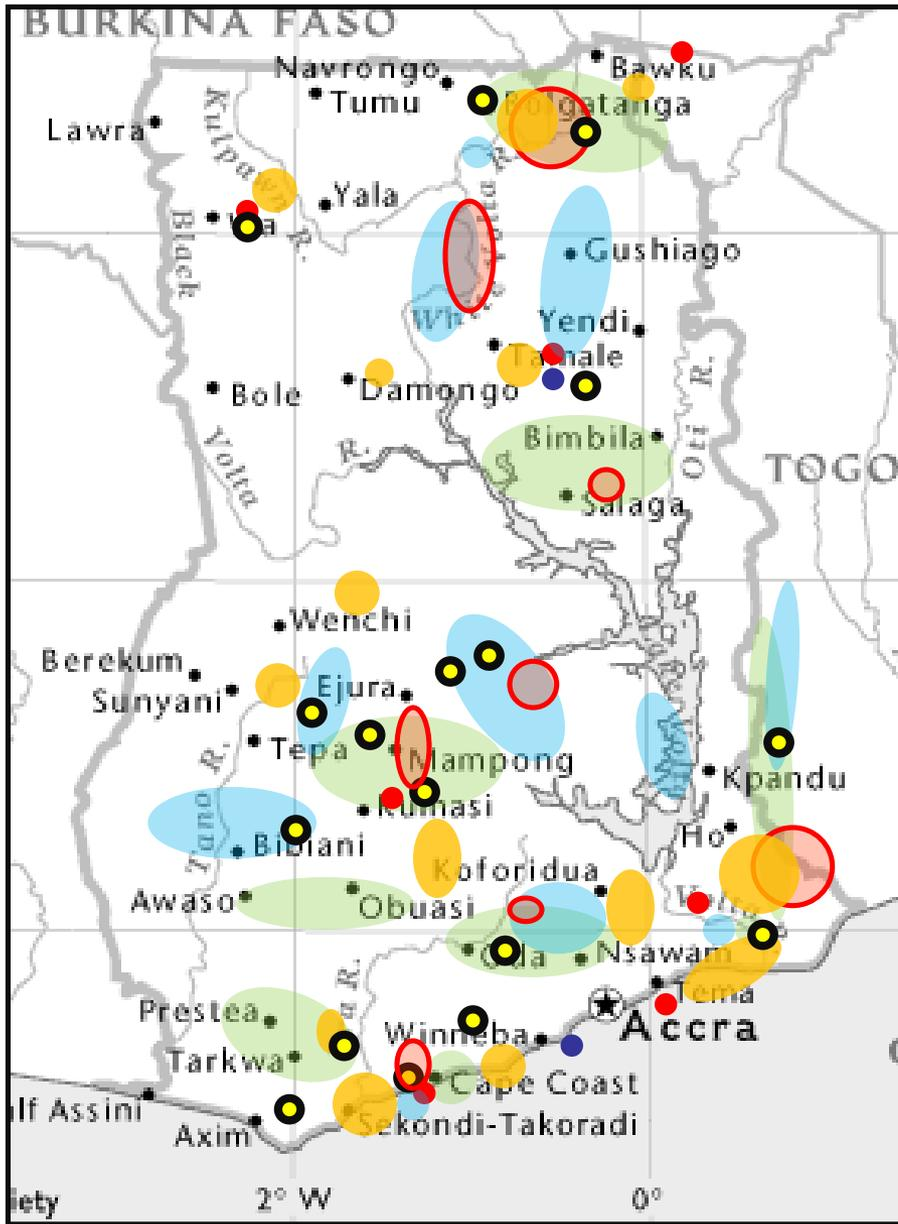 BURKINA FASO
Navrongo
Bawku
Tumu
Bolgatanga
Lawra
Kulpawn
R.
Yala
Wa
R.
Black
White
Gushiago
Yendi
Tamale
Damongo
Bole
Oti R.
Bimbila
Volta
R.
TOGO
Salaga
Wenchi
Berekum
Ejura
Sunyani
Tepa
Mampong
Kpandu
Kumasi
Tano R.
Ho
Bibiani
Koforidua
Awaso
Obuasi
Volta
Oda
Nsawam
a R.
Tema
Prestea
Accra
Winneba
Tarkwa
Cape Coast
lf Assini
Sekondi-Takoradi
Axim
2° W
0°
iety